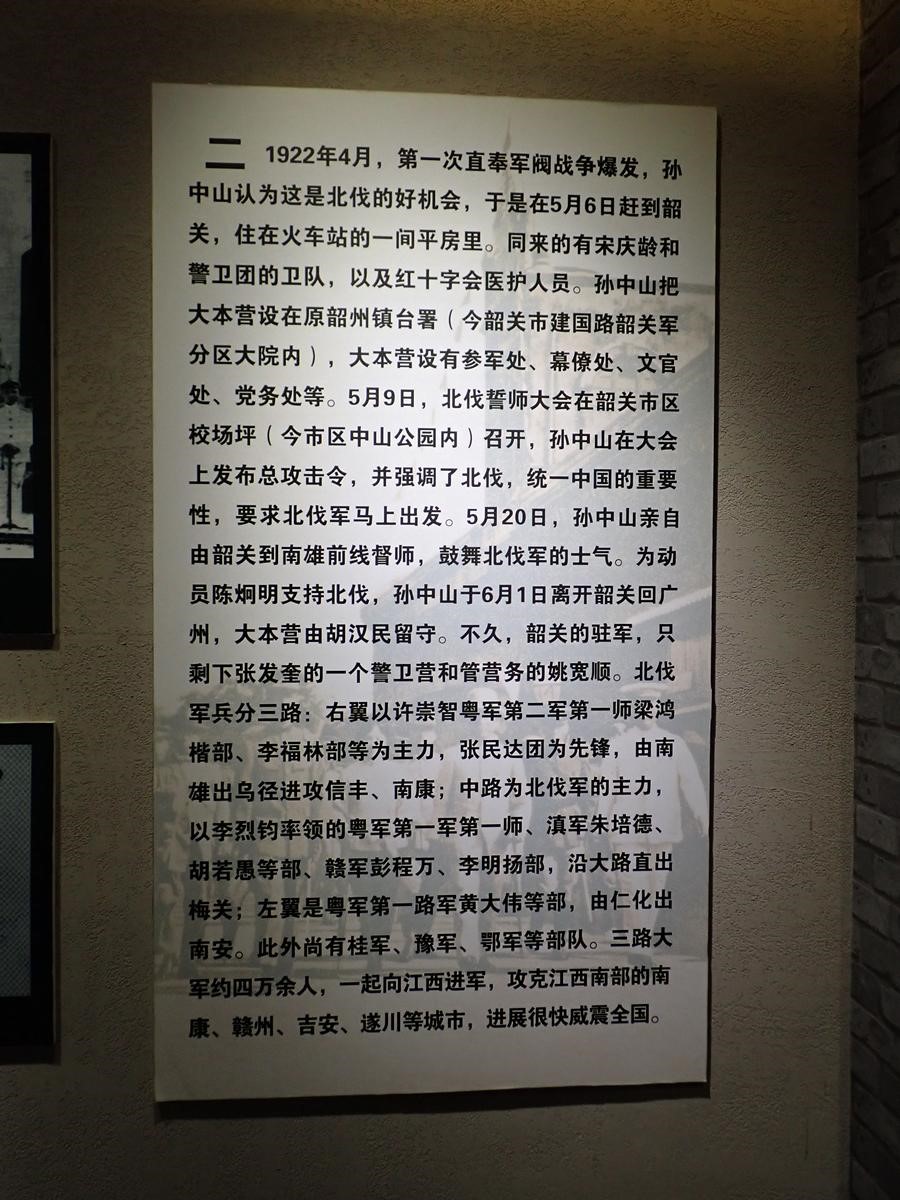 二 1922年4月，第一次直奉军阀战争爆发，孙
中山认为这是北伐的好机会，于是在5月6日赶到韶
关，住在火车站的一间平房里。同来的有宋庆龄和
警卫团的卫队，以及红十字会医护人员。孙中山把
大本营设在原韶州镇台署（今韶关市建国路韶关军
分区大院内），大本营设有参军处、幕僚处、文官
处、党务处等。5月9日，北伐誓师大会在韶关市区
校场坪（今市区中山公园内）召开，孙中山在大会
上发布总攻击令，并强调了北伐，统一中国的重要
性，要求北伐军马上出发。5月20日，孙中山亲自
由韶关到南雄前线督师，鼓舞北伐军的士气。为动
员陈炯明支持北伐，孙中山于6月1日离开韶关回广
州，大本营由胡汉民留守。不久，韶关的驻军，只
剩下张发奎的一个警卫营和管营务的姚宽顺。北伐
军兵分三路：右翼以许崇智粤军第二军第一师梁鸿
楷部、李福林部等为主力，张民达团为先锋，由南
雄出乌径进攻信丰、南康；中路为北伐军的主力，
以李烈钧率领的粤军第一军第一师、滇军朱培德、
胡若愚等部、赣军彭程万、李明扬部，沿大路直出
梅关；左翼是粤军第一路军黄大伟等部，由仁化出
南安。此外尚有桂军、豫军、鄂军等部队。三路大
军约四万余人，一起向江西进军，攻克江西南部的南
康、赣州、吉安、遂川等城市，进展很快威震全国。